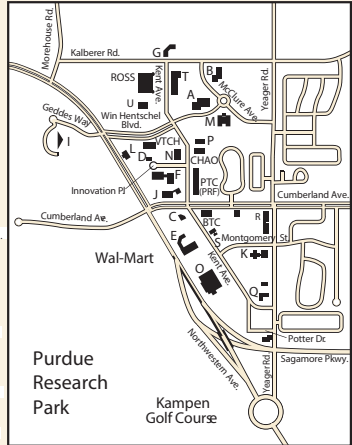 Morehouse Rd.
Kalberer Rd.
G
ROSS
Kent Ave.
T
B
McClure Ave.
Yeager Rd.
A
U
Geddes Way
Win Hentschel
Blvd.
M
I
L
VTCH
D
N
P
CHAO
Innovation Pl
F
PTC
(PRF)
J
Cumberland Ave.
Cumberland Ave.
C
BTC
R
E
S
Montgomery St.
Wal-Mart
K
O
Kent Ave.
Q
Potter Dr.
Northwestern Ave.
Yeager Rd.
Sagamore Pkwy.
Purdue
Research
Park
Kampen
Golf Course